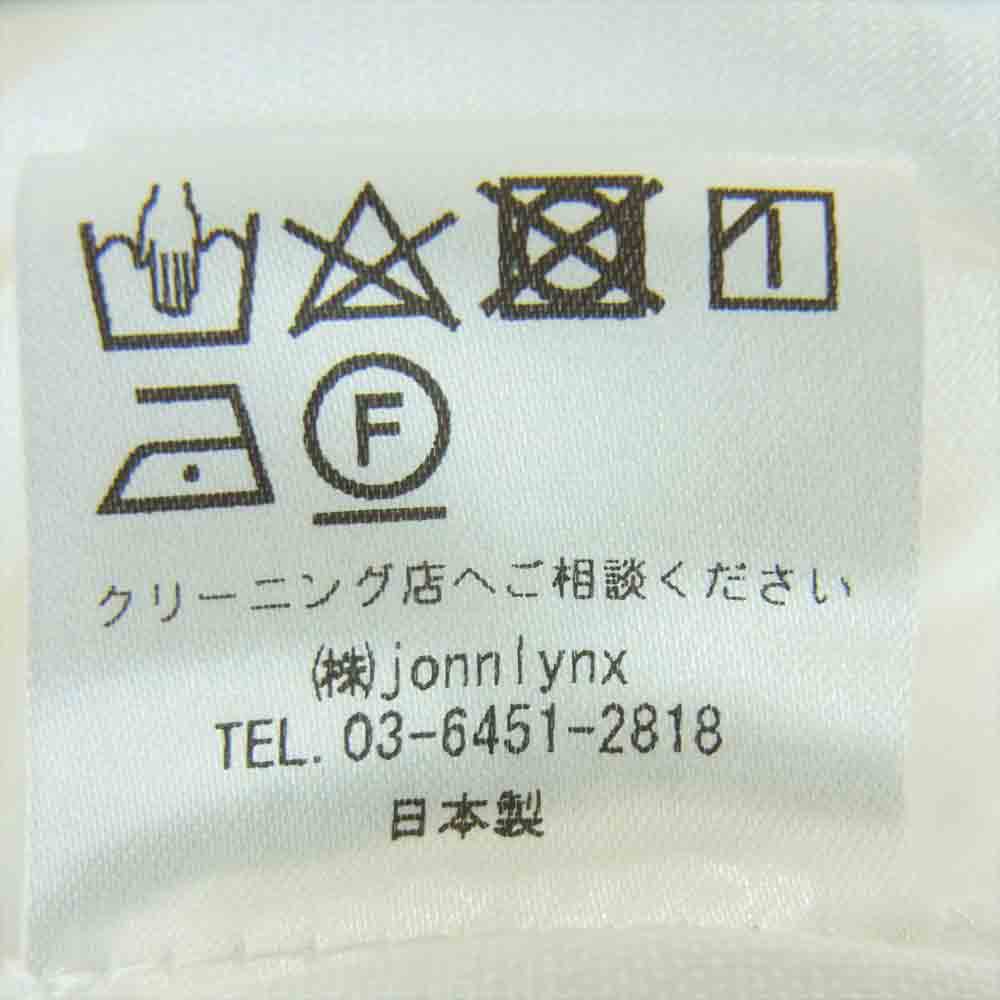 F
クリーニング店へご相談ください
(株)jonnlynx
TEL. 03-6451-2818
日本製